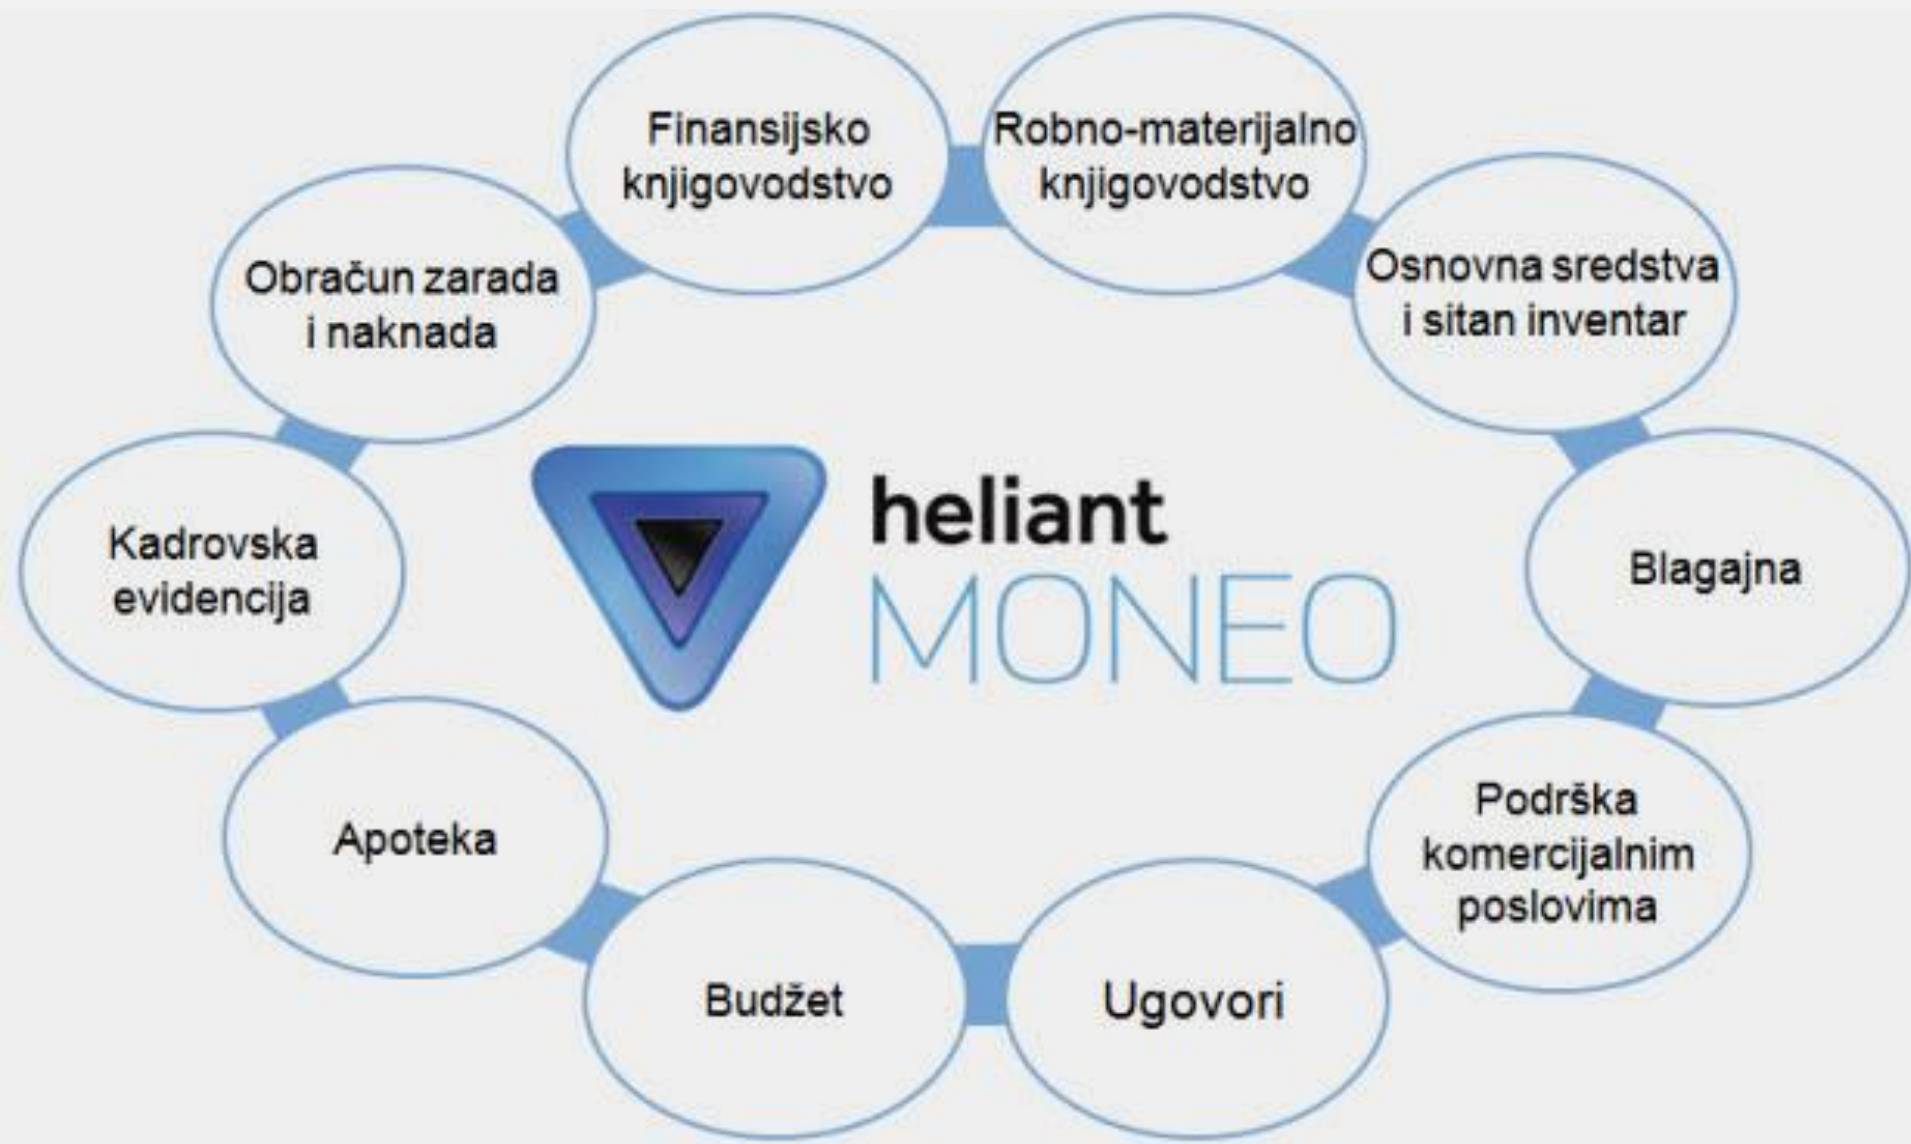 Finansijsko
knjigovodstvo
Robno-materijalno
knjigovodstvo
Osnovna sredstva
i sitan inventar
Blagajna
Podrška
komercijalnim
poslovima
Ugovori
Budžet
Apoteka
Kadrovska
evidencija
Obračun zarada
i naknada
heliant
MONEO